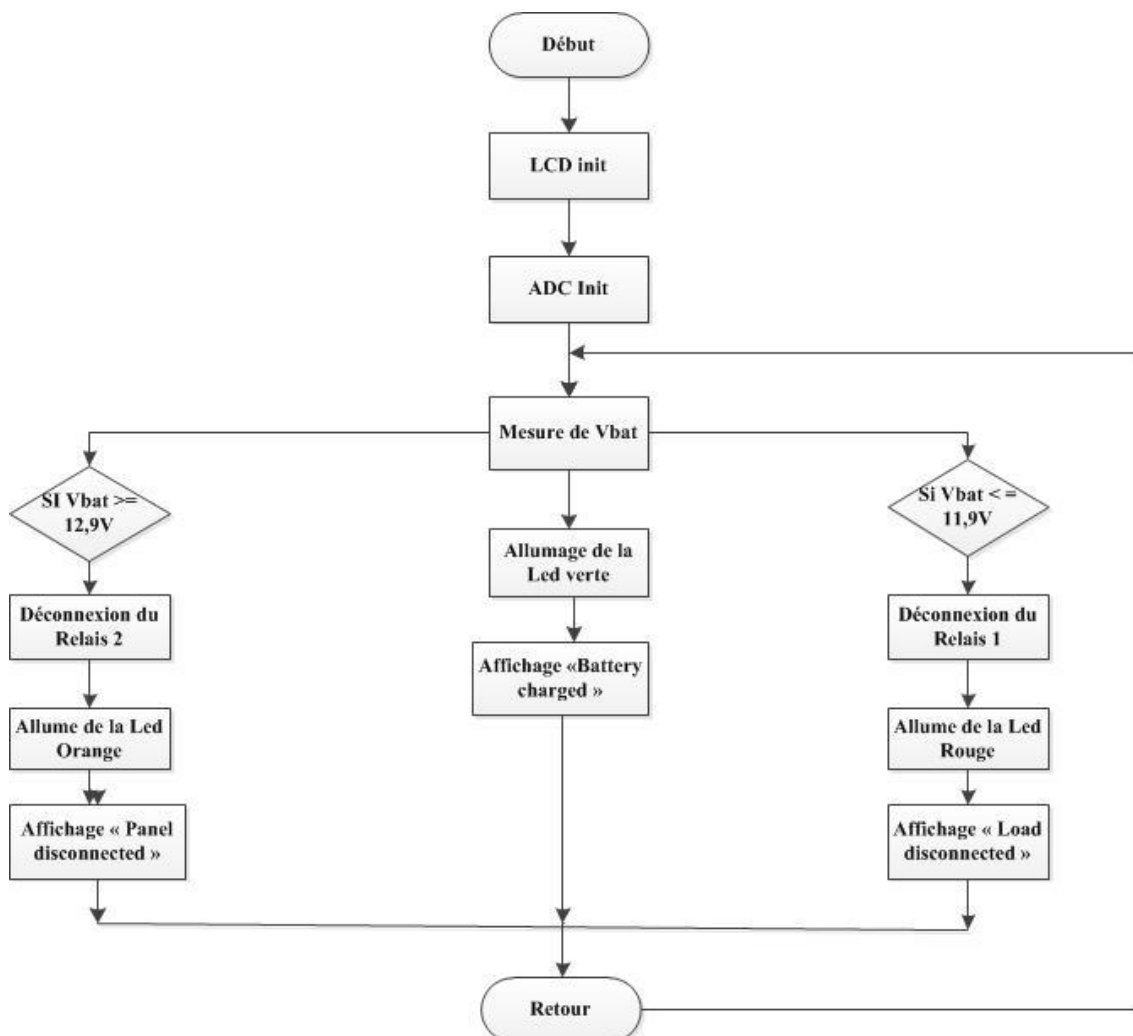 Début
LCD init
ADC Init
Mesure de Vbat
SI Vbat >=
12,9V
Si Vbat < =
11,9V
Allumage de la
Led verte
Déconnexion du
Relais 2
Déconnexion du
Relais 1
Affichage «Battery
charged »
Allume de la Led
Orange
Allume de la Led
Rouge
Affichage « Panel
disconnected »
Affichage « Load
disconnected »
Retour